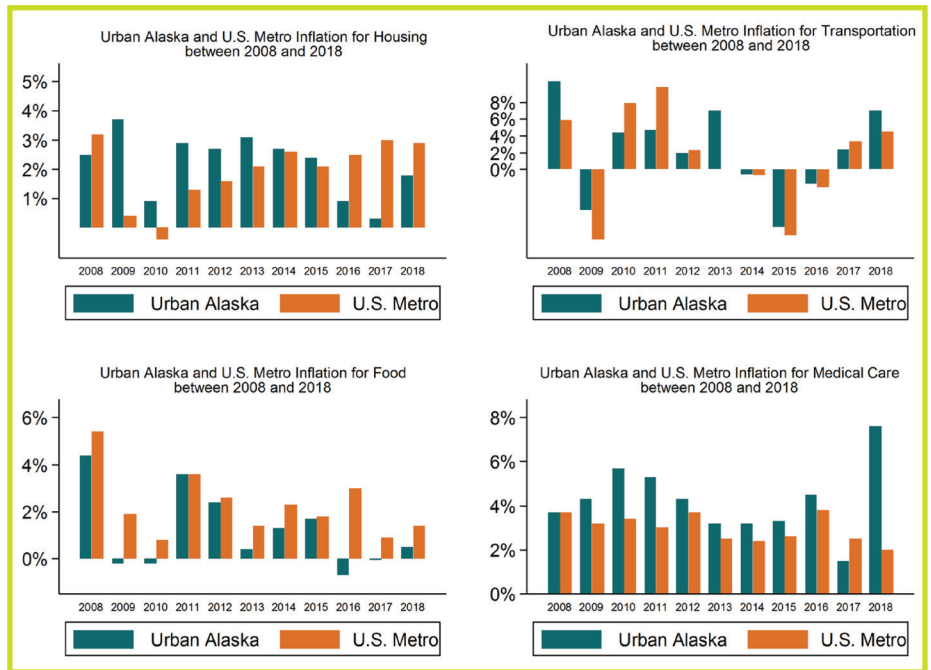 Urban Alaska and U.S. Metro Inflation for Housing
between 2008 and 2018
5%
4%
3%
2%
1%
2008 2009 2010 2011 2012 2013 2014 2015 2016 2017 2018
Urban Alaska U.S. Metro
Urban Alaska and U.S. Metro Inflation for Transportation
between 2008 and 2018
8%
6%
4%
2%
0%
2008 2009 2010 2011 2012 2013 2014 2015 2016 2017 2018
Urban Alaska U.S. Metro
Urban Alaska and U.S. Metro Inflation for Food
between 2008 and 2018
6%
4%
2%
0%
2008 2009 2010 2011 2012 2013 2014 2015 2016 2017 2018
Urban Alaska U.S. Metro
Urban Alaska and U.S. Metro Inflation for Medical Care
between 2008 and 2018
8%
6%
4%
2%
0%
2008 2009 2010 2011 2012 2013 2014 2015 2016 2017 2018
Urban Alaska U.S. Metro